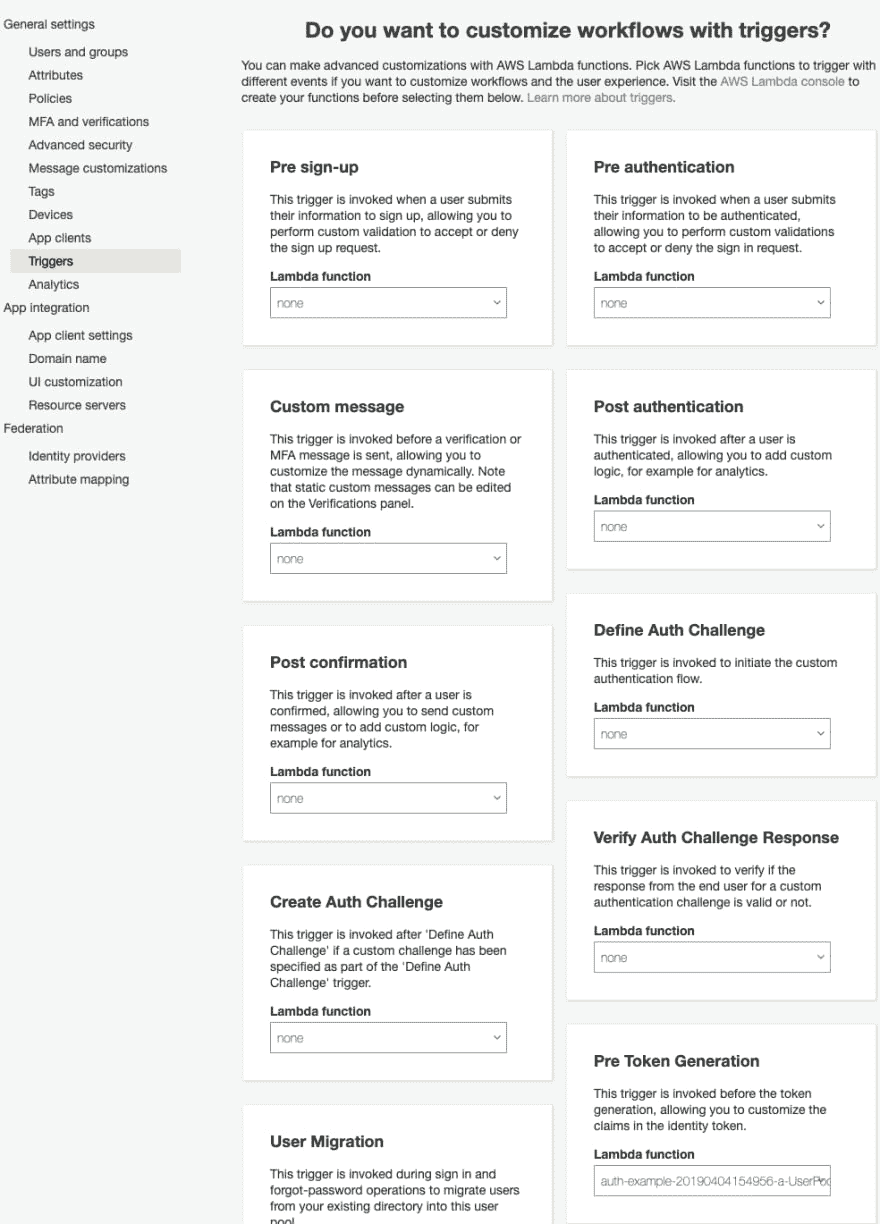 General settings
Users and groups
Attributes
Policies
MFA and verifications
Advanced security
Message customizations
Tags
Devices
App clients
Triggers
Analytics
App integration
App client settings
Domain name
UI customization
Resource servers
Federation
Identity providers
Attribute mapping
Do you want to customize workflows with triggers?
You can make advanced customizations with AWS Lambda functions. Pick AWS Lambda functions to trigger with
different events if you want to customize workflows and the user experience. Visit the AWS Lambda console to
create your functions before selecting them below. Learn more about triggers.
Pre sign-up
This trigger is invoked when a user submits
their information to sign up, allowing you to
perform custom validation to accept or deny
the sign up request.
Lambda function
none
Custom message
This trigger is invoked before a verification or
MFA message is sent, allowing you to
customize the message dynamically. Note
that static custom messages can be edited
on the Verifications panel.
Lambda function
none
Post confirmation
This trigger is invoked after a user is
confirmed, allowing you to send custom
messages or to add custom logic, for
example for analytics.
Lambda function
none
Create Auth Challenge
This trigger is invoked after 'Define Auth
Challenge' if a custom challenge has been
specified as part of the 'Define Auth
Challenge' trigger.
Lambda function
none
User Migration
This trigger is invoked during sign in and
forgot-password operations to migrate users
from your existing directory into this user
pool
Pre authentication
This trigger is invoked when a user submits
their information to be authenticated,
allowing you to perform custom validations
to accept or deny the sign in request.
Lambda function
none
Post authentication
This trigger is invoked after a user is
authenticated, allowing you to add custom
logic, for example for analytics.
Lambda function
none
Define Auth Challenge
This trigger is invoked to initiate the custom
authentication flow.
Lambda function
none
Verify Auth Challenge Response
This trigger is invoked to verify if the
response from the end user for a custom
authentication challenge is valid or not.
Lambda function
none
Pre Token Generation
This trigger is invoked before the token
generation, allowing you to customize the
claims in the identity token.
Lambda function
auth-example-20190404154956-a-UserPoo